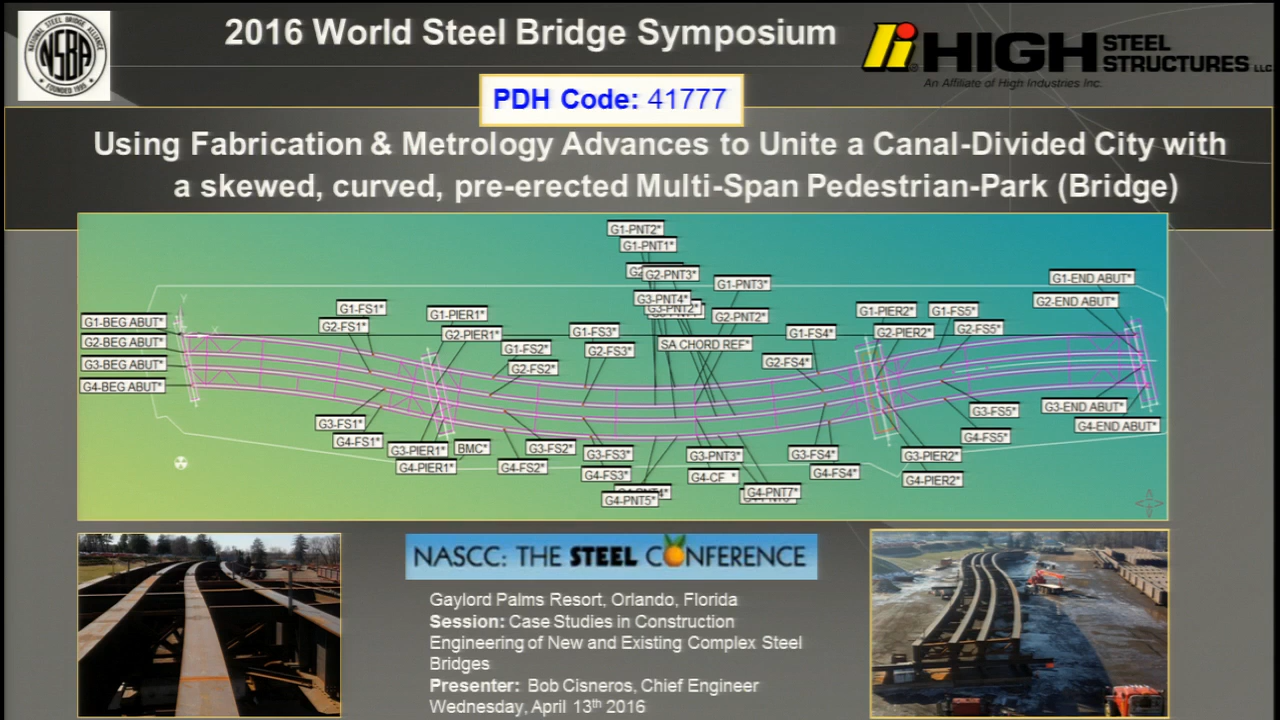 NATIONAL STEEL BRIDGE ALLIANCE
NSBA
FOUNDED 1995
2016 World Steel Bridge Symposium
HIGH STEEL STRUCTURES LLC
An Affiliate of High Industries Inc.
PDH Code: 41777
Using Fabrication & Metrology Advances to Unite a Canal-Divided City with
a skewed, curved, pre-erected Multi-Span Pedestrian-Park (Bridge)
G1-PNT2*
G1-PNT1*
G2-PNT3*
G1-PNT3*
G1-END ABUT*
G3-PNT4*
G2-END ABUT*
G1-FS1*
G3-PNT2*
G1-PIER1*
G2-PNT2*
G1-PIER2*
G1-FS5*
G1-BEG ABUT*
G2-FS1*
G2-PIER1*
G1-FS3*
G1-FS4*
G2-PIER2*
G2-FS5*
G2-BEG ABUT*
G1-FS2*
G2-FS3*
SA CHORD REF*
G3-BEG ABUT*
G2-FS2*
G2-FS4*
G4-BEG ABUT*
Y
X
G3-FS1*
G4-FS1*
G3-PIER1*
BMC*
G3-FS2*
G3-FS3*
G3-PNT3*
G3-FS4*
G3-FS5*
G3-END ABUT*
G4-END ABUT*
G4-FS5*
G4-PIER1*
G4-FS2*
G4-FS3*
G4-CF *
G4-FS4*
G3-PIER2*
G4-PIER2*
G4-PNT5*
G4-PNT7*
NASCC: THE STEEL CONFERENCE
Gaylord Palms Resort, Orlando, Florida
Session: Case Studies in Construction
Engineering of New and Existing Complex Steel
Bridges
Presenter: Bob Cisneros, Chief Engineer
Wednesday, April 13th 2016